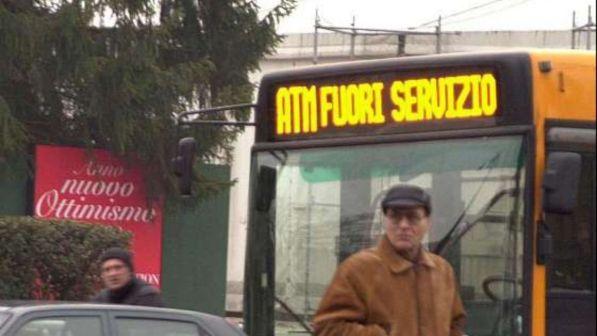 ATM FUORI SERVIZIO
Anno
nuovo
Ottimismo